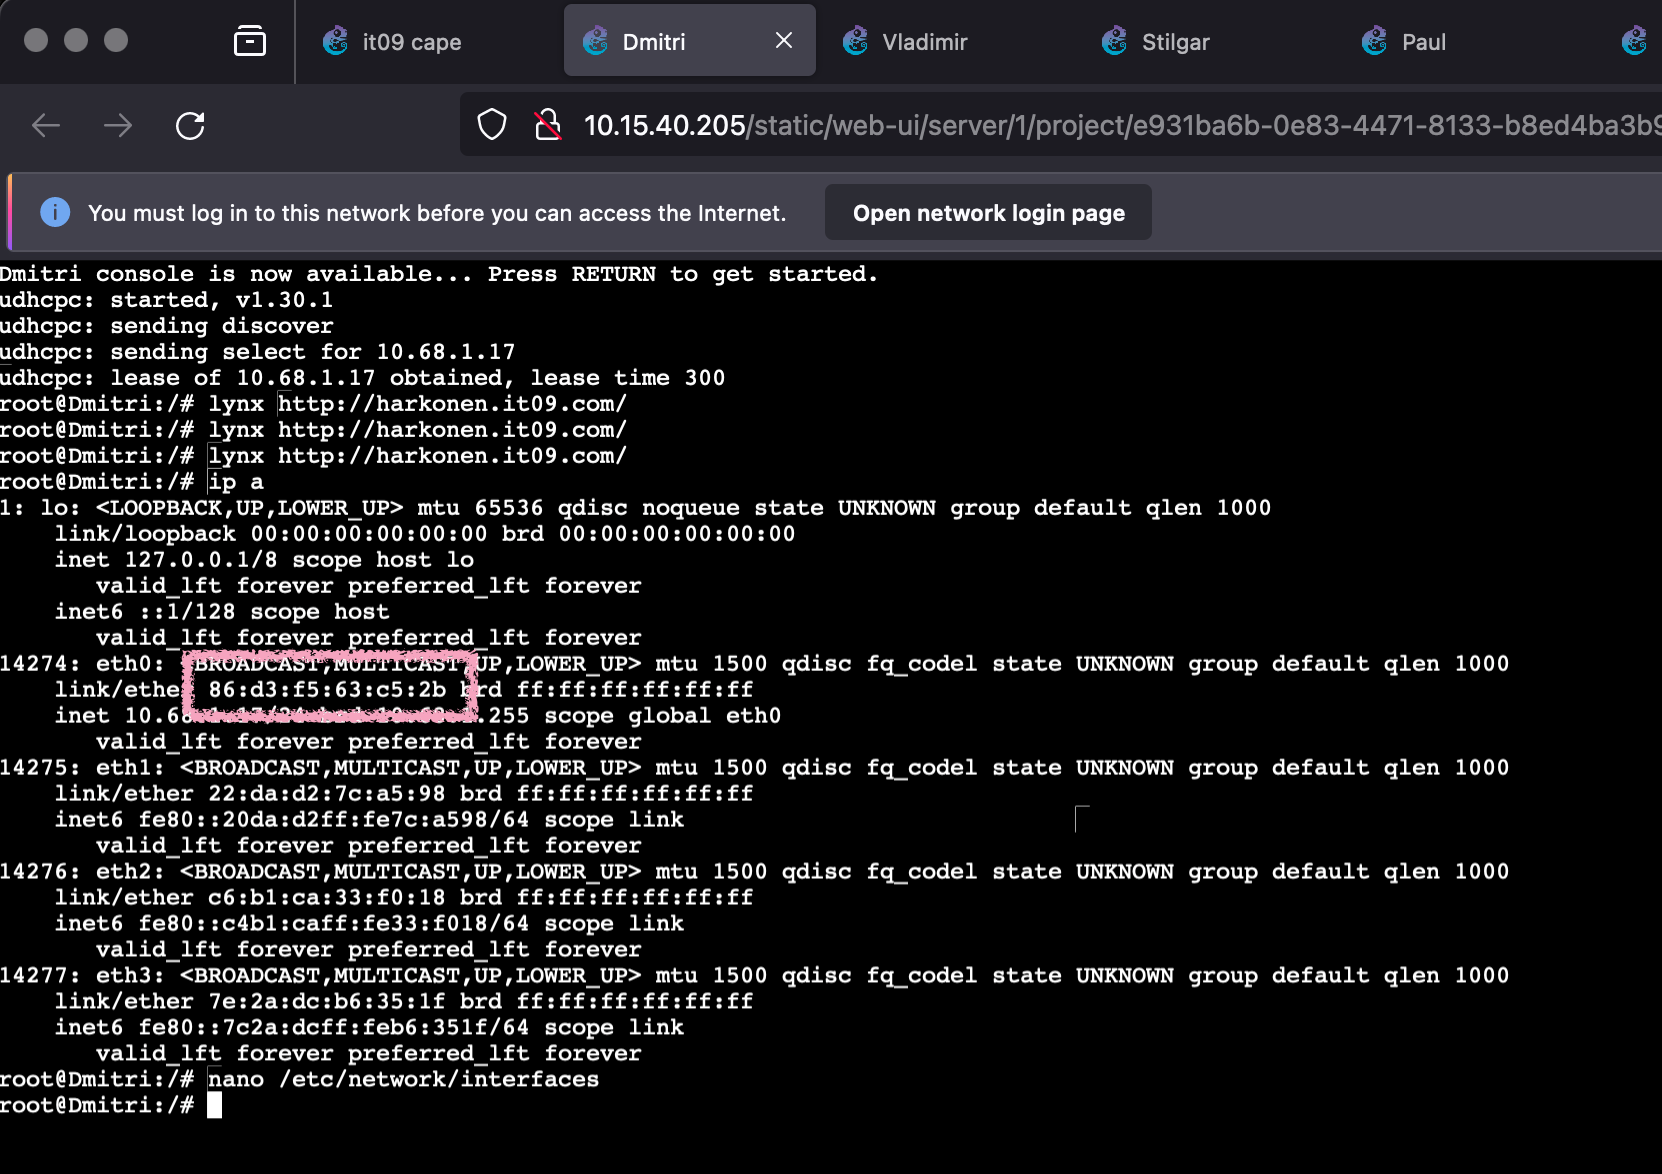 it09 cape
Dmitri
Vladimir
Stilgar
Paul
10.15.40.205/static/web-ui/server/1/project/e931ba6b-0e83-4471-8133-b8ed4ba3b9
You must log in to this network before you can access the Internet.
Open network login page
Dmitri console is now available... Press RETURN to get started.
udhcpc: started, v1.30.1
udhcpc: sending discover
udhcpc: sending select for 10.68.1.17
udhcpc: lease of 10.68.1.17 obtained, lease time 300
root@Dmitri:/# lynx http://harkonen.it09.com/
root@Dmitri:/# lynx http://harkonen.it09.com/
root@Dmitri:/# lynx http://harkonen.it09.com/
root@Dmitri:/# ip a
1: lo: <LOOPBACK,UP,LOWER_UP> mtu 65536 qdisc noqueue state UNKNOWN group default qlen 1000
link/loopback 00:00:00:00:00:00 brd 00:00:00:00:00:00
inet 127.0.0.1/8 scope host lo
valid_lft forever preferred_lft forever
inet6 ::1/128 scope host
valid_lft forever preferred_lft forever
14274: eth0: <BROADCAST,MULTICAST,UP,LOWER_UP> mtu 1500 qdisc fq_codel state UNKNOWN group default qlen 1000
link/ether 86:d3:f5:63:c5:2b brd ff:ff:ff:ff:ff:ff
inet 10.68.1.17/24 brd 10.68.1.255 scope global eth0
valid_lft forever preferred_lft forever
14275: eth1: <BROADCAST,MULTICAST,UP,LOWER_UP> mtu 1500 qdisc fq_codel state UNKNOWN group default qlen 1000
link/ether 22:da:d2:7c:a5:98 brd ff:ff:ff:ff:ff:ff
inet6 fe80::20da:d2ff:fe7c:a598/64 scope link
valid_lft forever preferred_lft forever
14276: eth2: <BROADCAST,MULTICAST,UP,LOWER_UP> mtu 1500 qdisc fq_codel state UNKNOWN group default qlen 1000
link/ether c6:b1:ca:33:f0:18 brd ff:ff:ff:ff:ff:ff
inet6 fe80::c4b1:caff:fe33:f018/64 scope link
valid_lft forever preferred_lft forever
14277: eth3: <BROADCAST,MULTICAST,UP,LOWER_UP> mtu 1500 qdisc fq_codel state UNKNOWN group default qlen 1000
link/ether 7e:2a:dc:b6:35:1f brd ff:ff:ff:ff:ff:ff
inet6 fe80::7c2a:dcff:feb6:351f/64 scope link
valid_lft forever preferred_lft forever
root@Dmitri:/# nano /etc/network/interfaces
root@Dmitri:/#